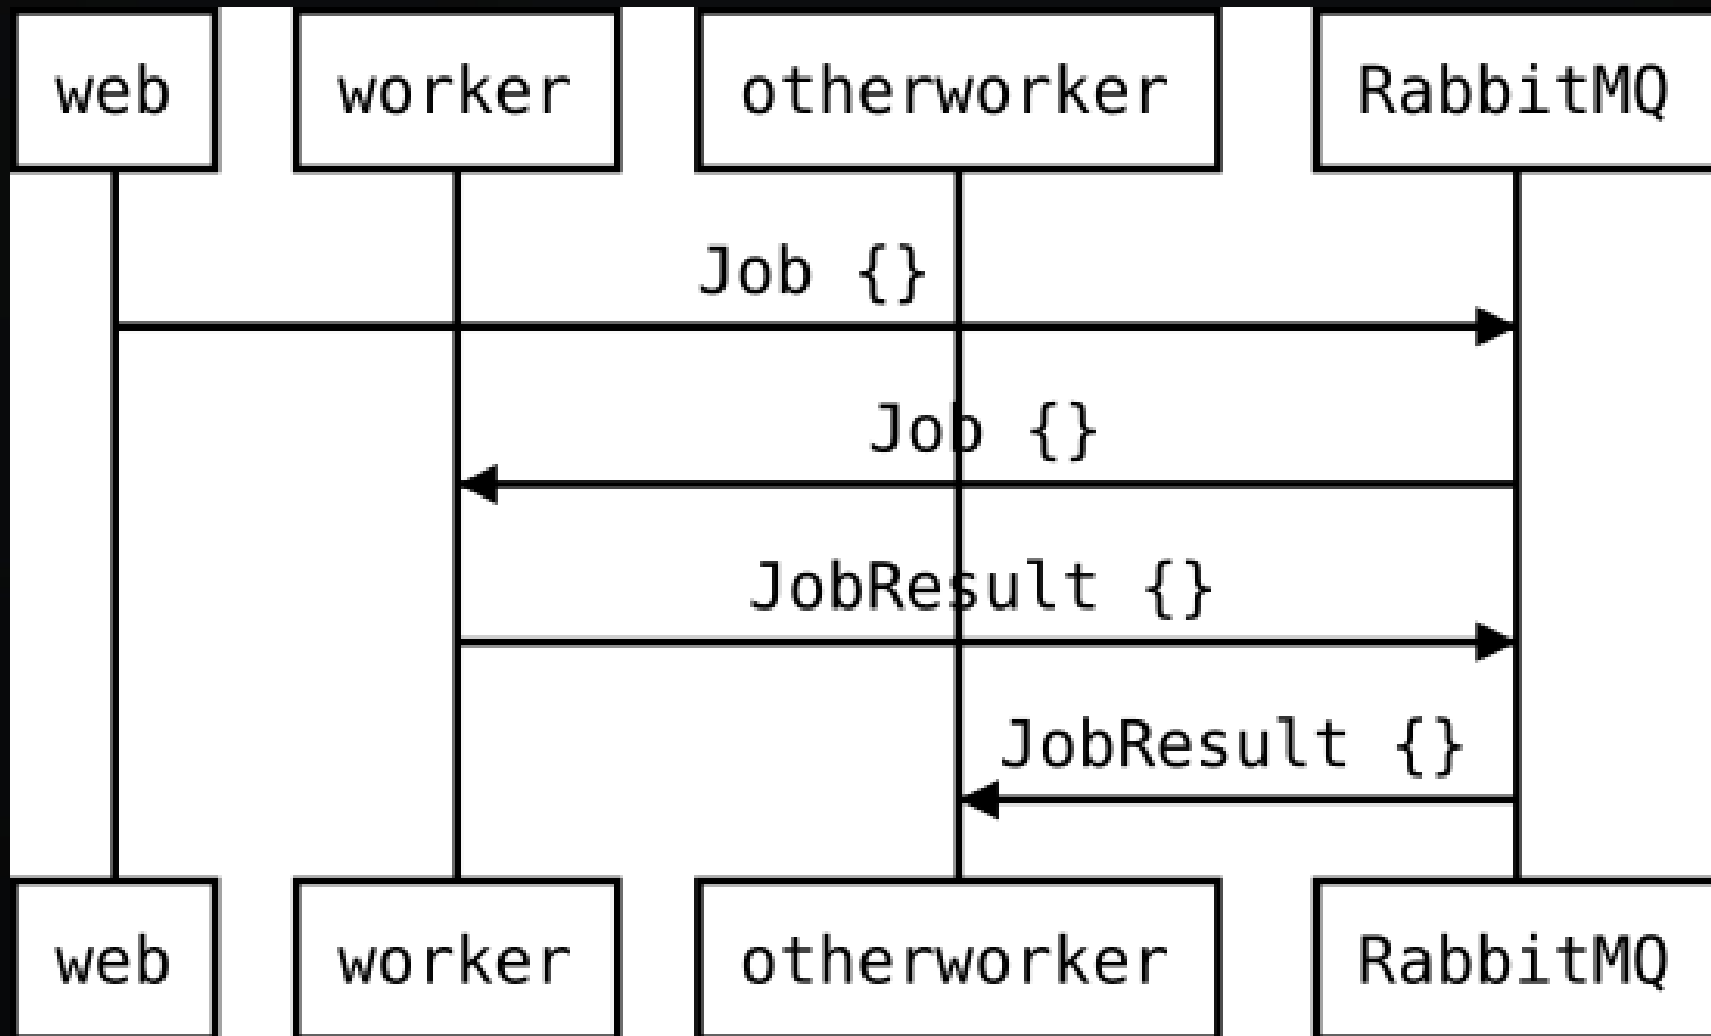 web
worker
otherworker
RabbitMQ
Job {}
Job {}
JobResult {}
JobResult {}
web
worker
otherworker
RabbitMQ